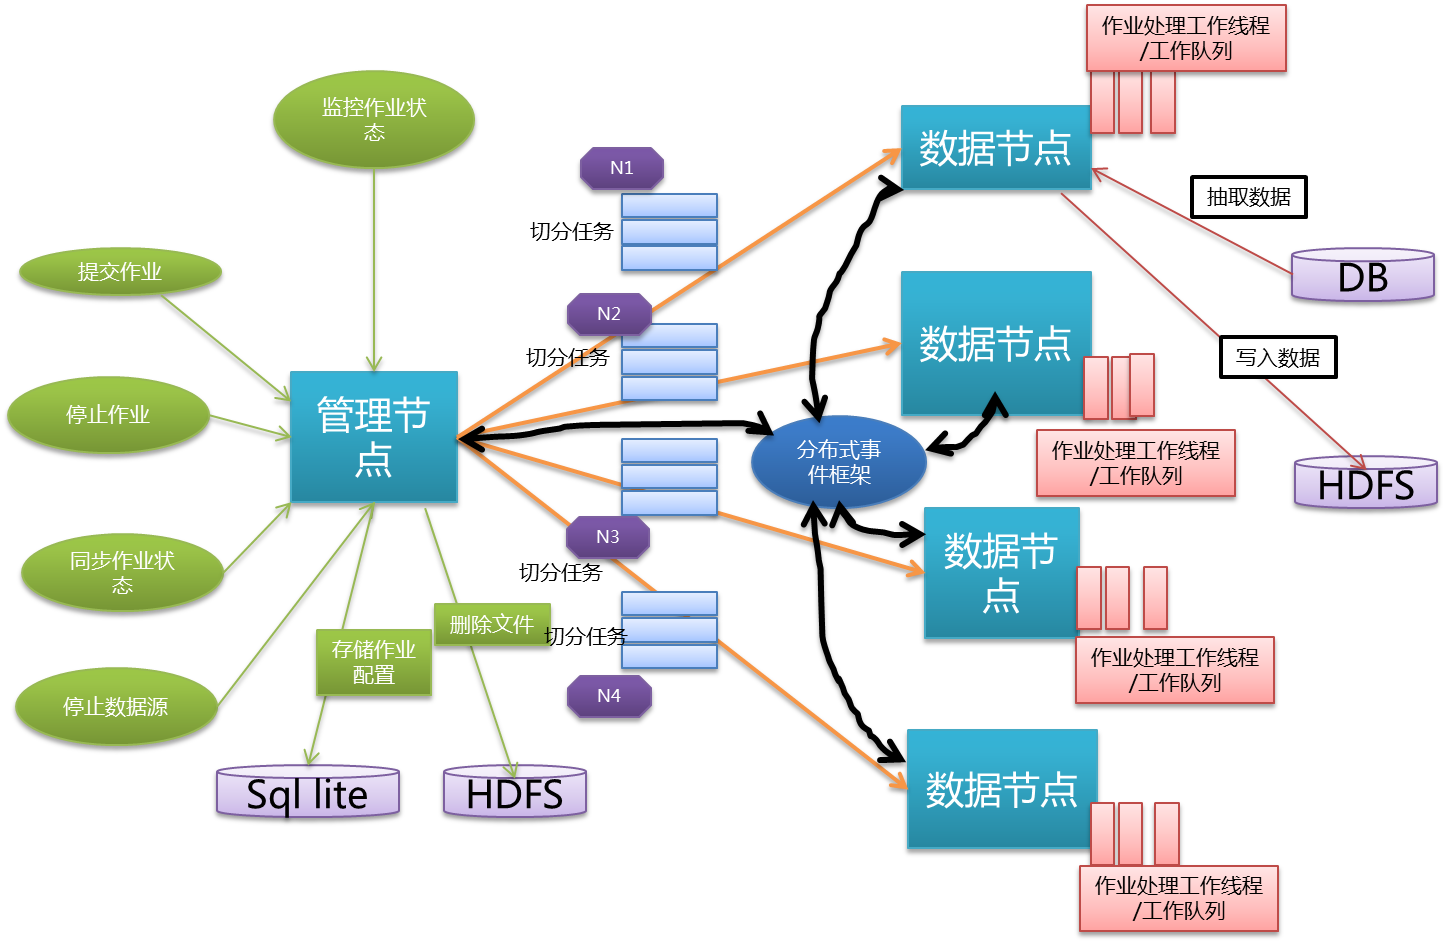 作业处理工作线程
/工作队列
监控作业状
态
N1
数据节点
切分任务
抽取数据
提交作业
DB
N2
切分任务
数据节点
写入数据
停止作业
管理节
点
分布式事
件框架
作业处理工作线程
/工作队列
HDFS
N3
切分任务
同步作业状
态
数据节
点
删除文件
切分任务
存储作业
配置
作业处理工作线程
/工作队列
停止数据源
N4
Sql lite
HDFS
数据节点
作业处理工作线程
/工作队列